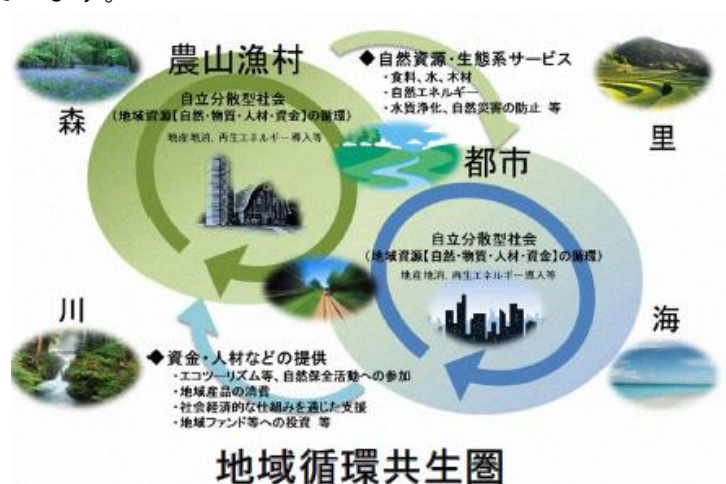 農山漁村
◆自然資源・生態系サービス
・食料、水、木材
・自然エネルギー
・水質浄化、自然災害の防止 等
森
自立分散型社会
(地域資源【自然・物質・人材・資金】の循環)
地産地消、再生エネルギー導入等
里
都市
自立分散型社会
(地域資源【自然・物質・人材・資金】の循環)
地産地消、再生エネルギー導入等
川
海
◆資金・人材などの提供
・エコツーリズム等、自然保全活動への参加
・地域産品の消費
・社会経済的な仕組みを通じた支援
・地域ファンド等への投資 等
地域循環共生圏